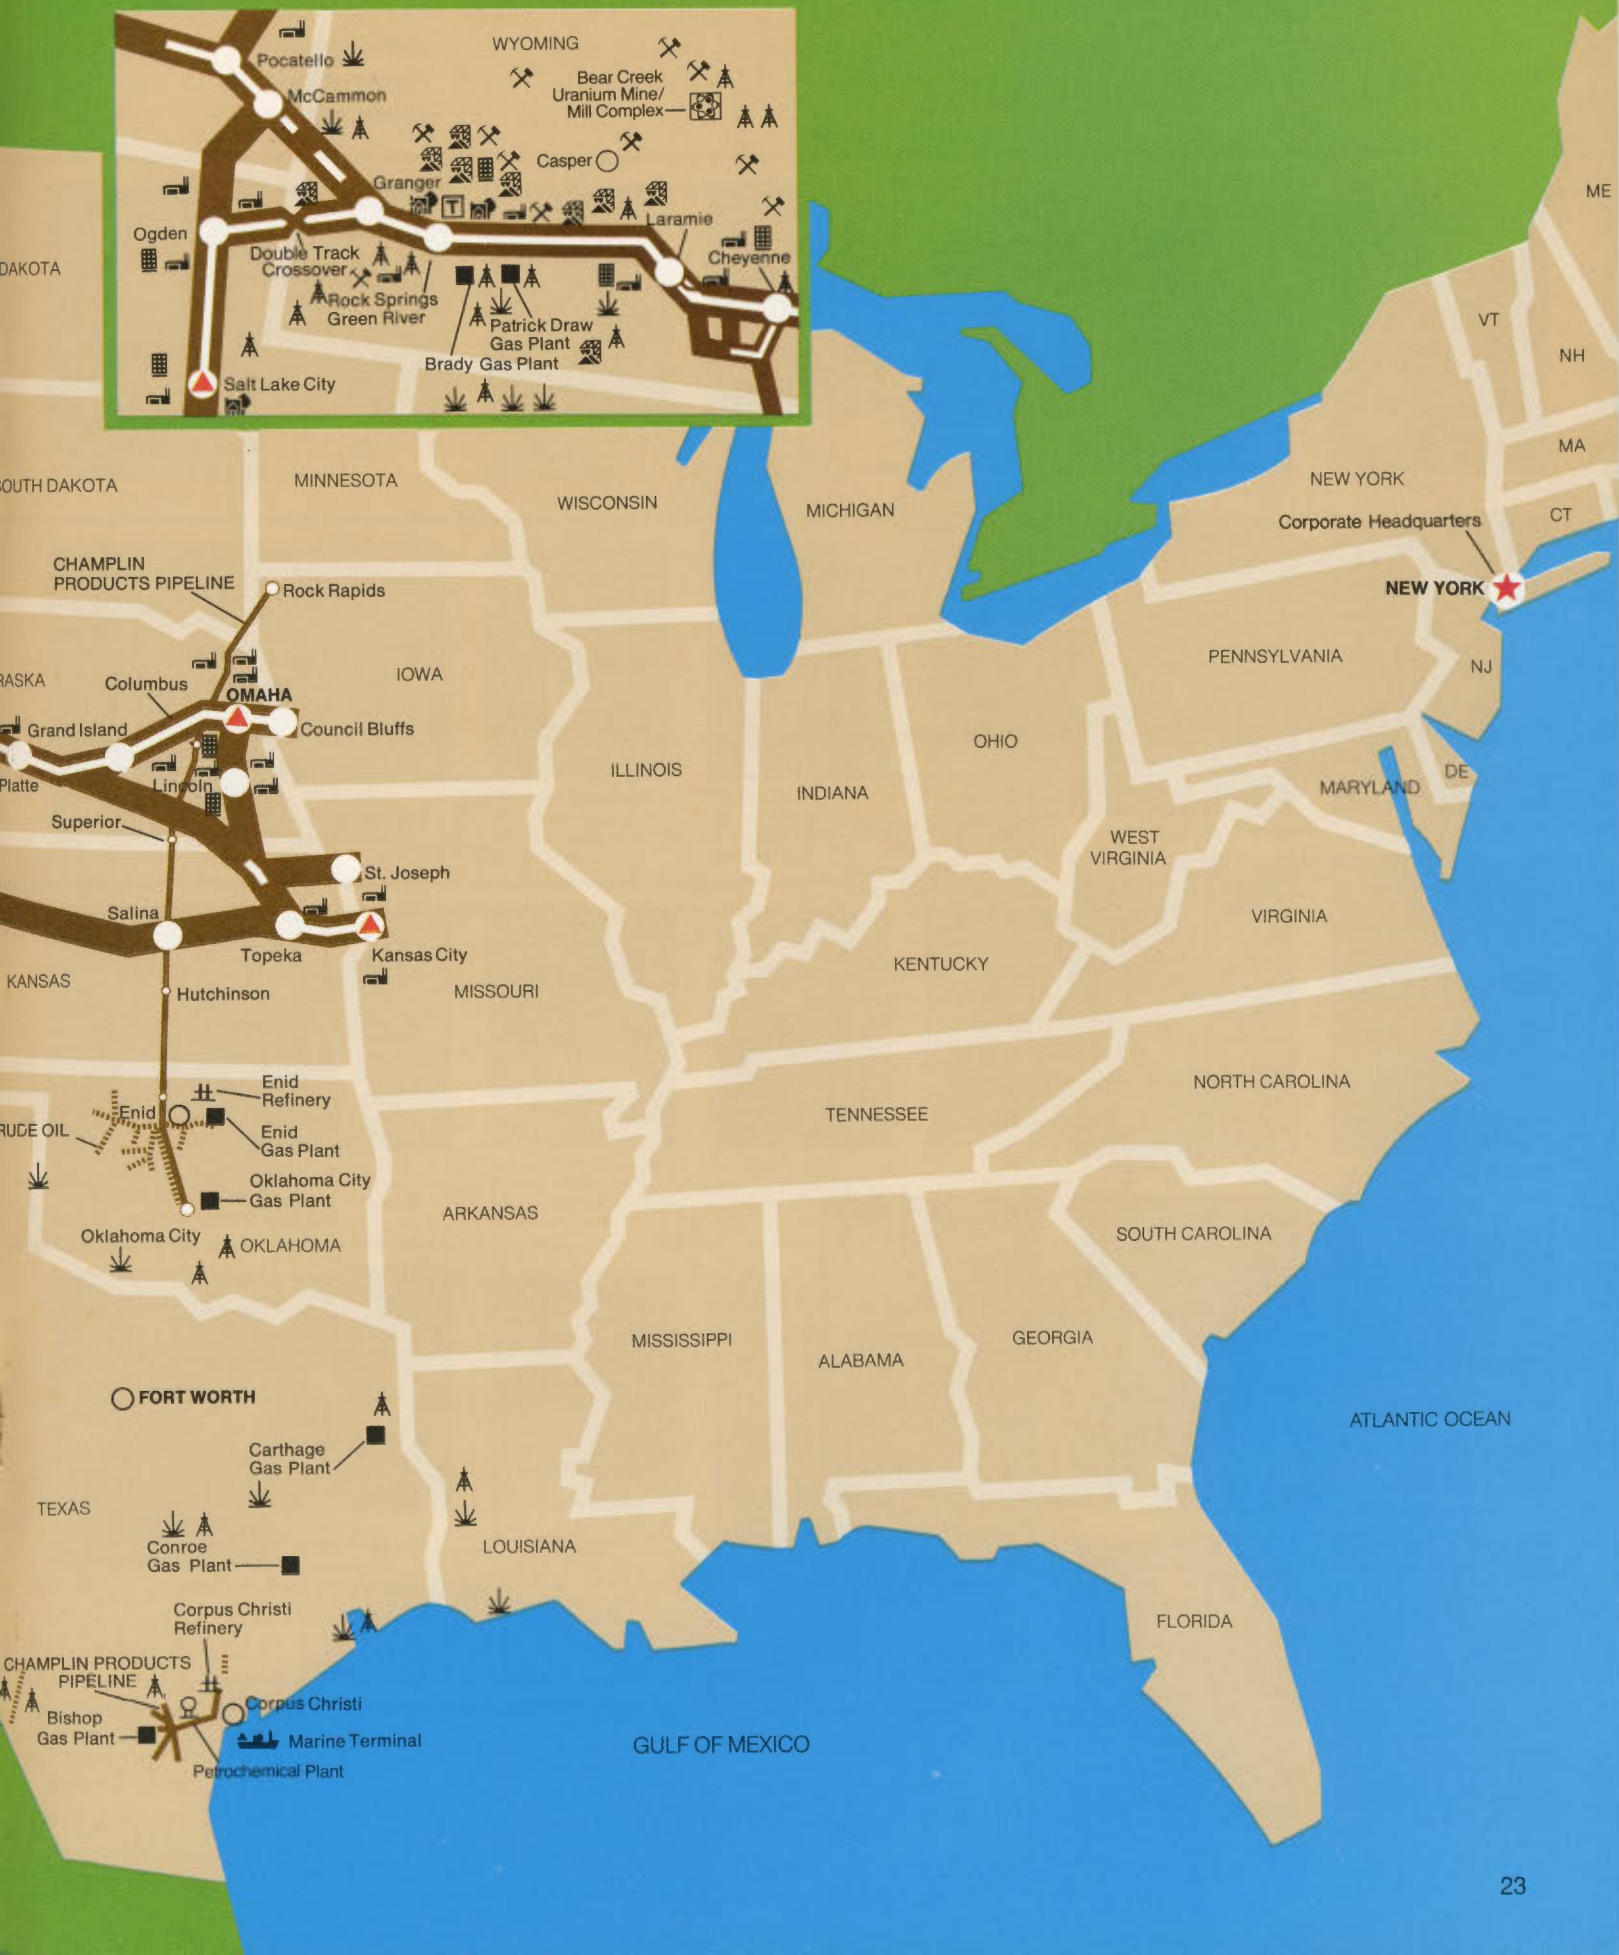 Pocatello
WYOMING
McCammon
Bear Creek
Uranium Mine/
Mill Complex
Casper
Granger
T
Laramie
Ogden
Double Track
Crossover
Cheyenne
Rock Springs
Green River
Patrick Draw
Gas Plant
Brady Gas Plant
Salt Lake City
DAKOTA
ME
VT
NH
MA
CT
NEW YORK
Corporate Headquarters
NEW YORK
OUTH DAKOTA
MINNESOTA
WISCONSIN
MICHIGAN
CHAMPLIN
PRODUCTS PIPELINE
Rock Rapids
RASKA
Columbus
IOWA
OMAHA
Grand Island
Council Bluffs
Platte
Lincoln
Superior
St. Joseph
Salina
Topeka
Kansas City
KANSAS
Hutchinson
MISSOURI
ILLINOIS
INDIANA
OHIO
PENNSYLVANIA
NJ
DE
MARYLAND
WEST
VIRGINIA
VIRGINIA
KENTUCKY
NORTH CAROLINA
TENNESSEE
Enid
Refinery
Enid
RUDE OIL
Enid
Gas Plant
Oklahoma City
Gas Plant
Oklahoma City
OKLAHOMA
ARKANSAS
SOUTH CAROLINA
MISSISSIPPI
ALABAMA
GEORGIA
FORT WORTH
ATLANTIC OCEAN
Carthage
Gas Plant
TEXAS
Conroe
Gas Plant
LOUISIANA
Corpus Christi
Refinery
FLORIDA
CHAMPLIN PRODUCTS
PIPELINE
Corpus Christi
Bishop
Gas Plant
Marine Terminal
Petrochemical Plant
GULF OF MEXICO
23